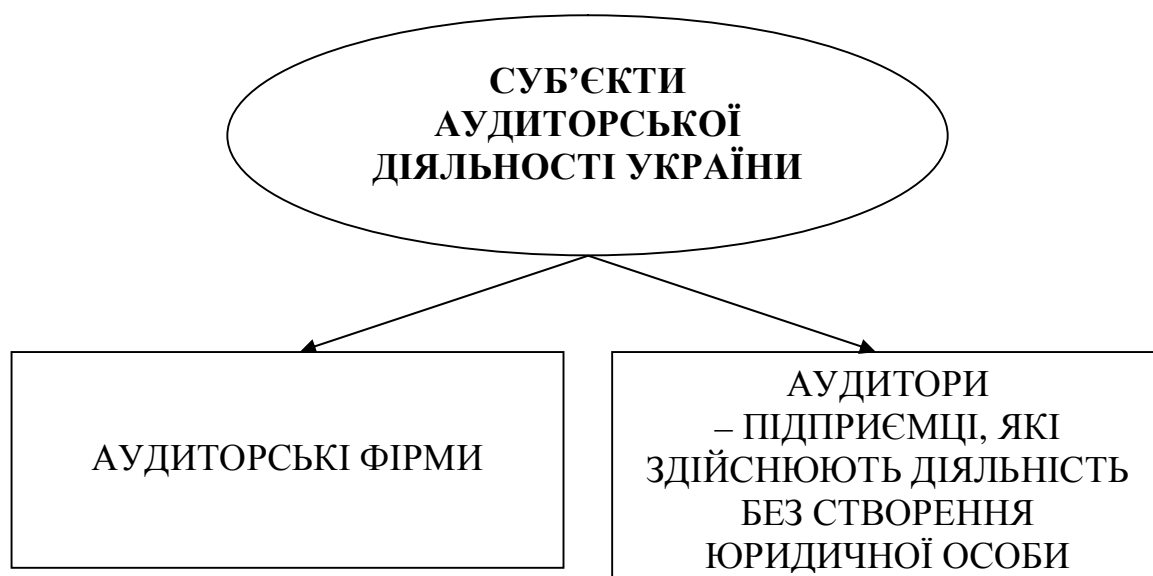 СУБ’ЄКТИ
АУДИТОРСЬКОЇ
ДІЯЛЬНОСТІ УКРАЇНИ
АУДИТОРСЬКІ ФІРМИ
АУДИТОРИ
– ПІДПРИЄМЦІ, ЯКІ
ЗДІЙСНЮЮТЬ ДІЯЛЬНІСТЬ
БЕЗ СТВОРЕННЯ
ЮРИДИЧНОЇ ОСОБИ